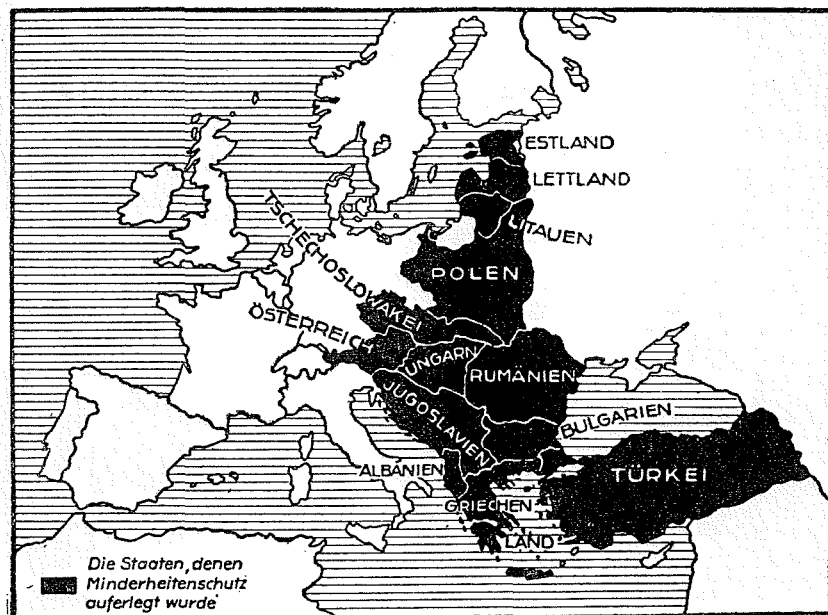 ESTLAND
LETTLAND
LITAUEN
POLEN
TSCHECHOSLOWAKEI
ÖSTERREICH
UNGARN
RUMÄNIEN
JUGOSLAVIEN
BULGARIEN
ALBANIEN
TÜRKEI
GRIECHEN
LAND
Die Staaten, denen
Minderheitenschutz
auferlegt wurde